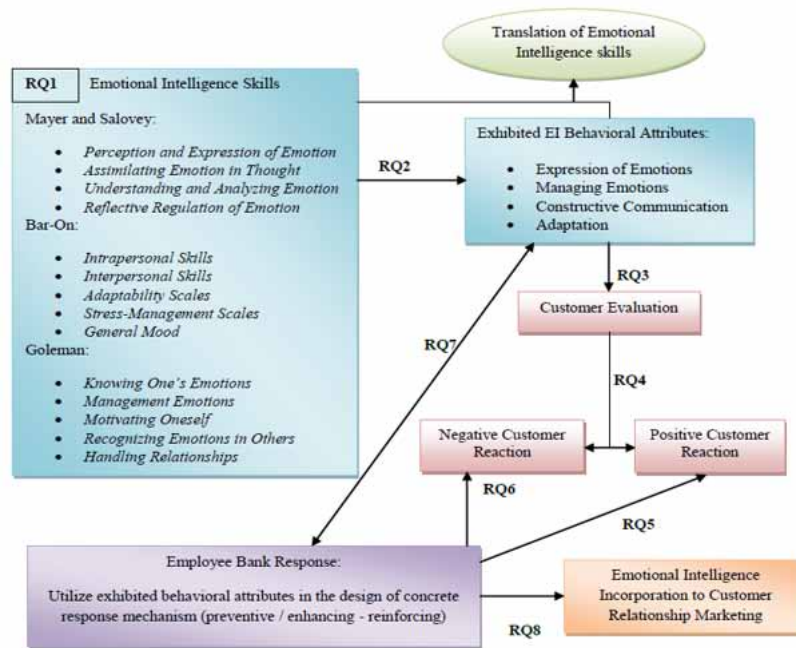 Translation of Emotional
Intelligence skills
RQ1 Emotional Intelligence Skills
Mayer and Salovey:
• Perception and Expression of Emotion
• Assimilating Emotion in Thought
• Understanding and Analyzing Emotion
• Reflective Regulation of Emotion
Bar-On:
• Intrapersonal Skills
• Interpersonal Skills
• Adaptability Scales
• Stress-Management Scales
• General Mood
Goleman:
• Knowing One's Emotions
• Management Emotions
• Motivating Oneself
• Recognizing Emotions in Others
• Handling Relationships
RQ2
Exhibited EI Behavioral Attributes:
• Expression of Emotions
• Managing Emotions
• Constructive Communication
• Adaptation
RQ3
Customer Evaluation
RQ7
RQ4
Negative Customer
Reaction
Positive Customer
Reaction
RQ6
RQ5
Employee Bank Response:
Utilize exhibited behavioral attributes in the design of concrete
response mechanism (preventive / enhancing - reinforcing)
RQ8
Emotional Intelligence
Incorporation to Customer
Relationship Marketing